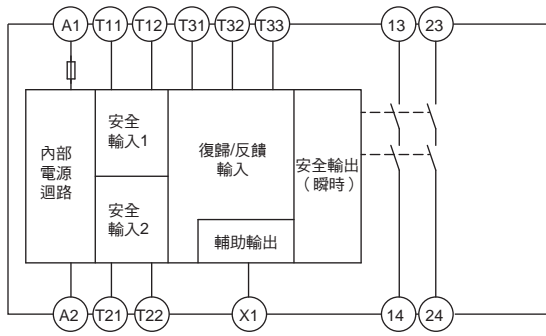 A1 T11 T12 T31 T32 T33 13 23
內部
電源
迴路
安全
輸入1
安全
輸入2
復歸/反饋
輸入
輔助輸出
安全輸出
(瞬時)
A2 T21 T22 X1 14 24